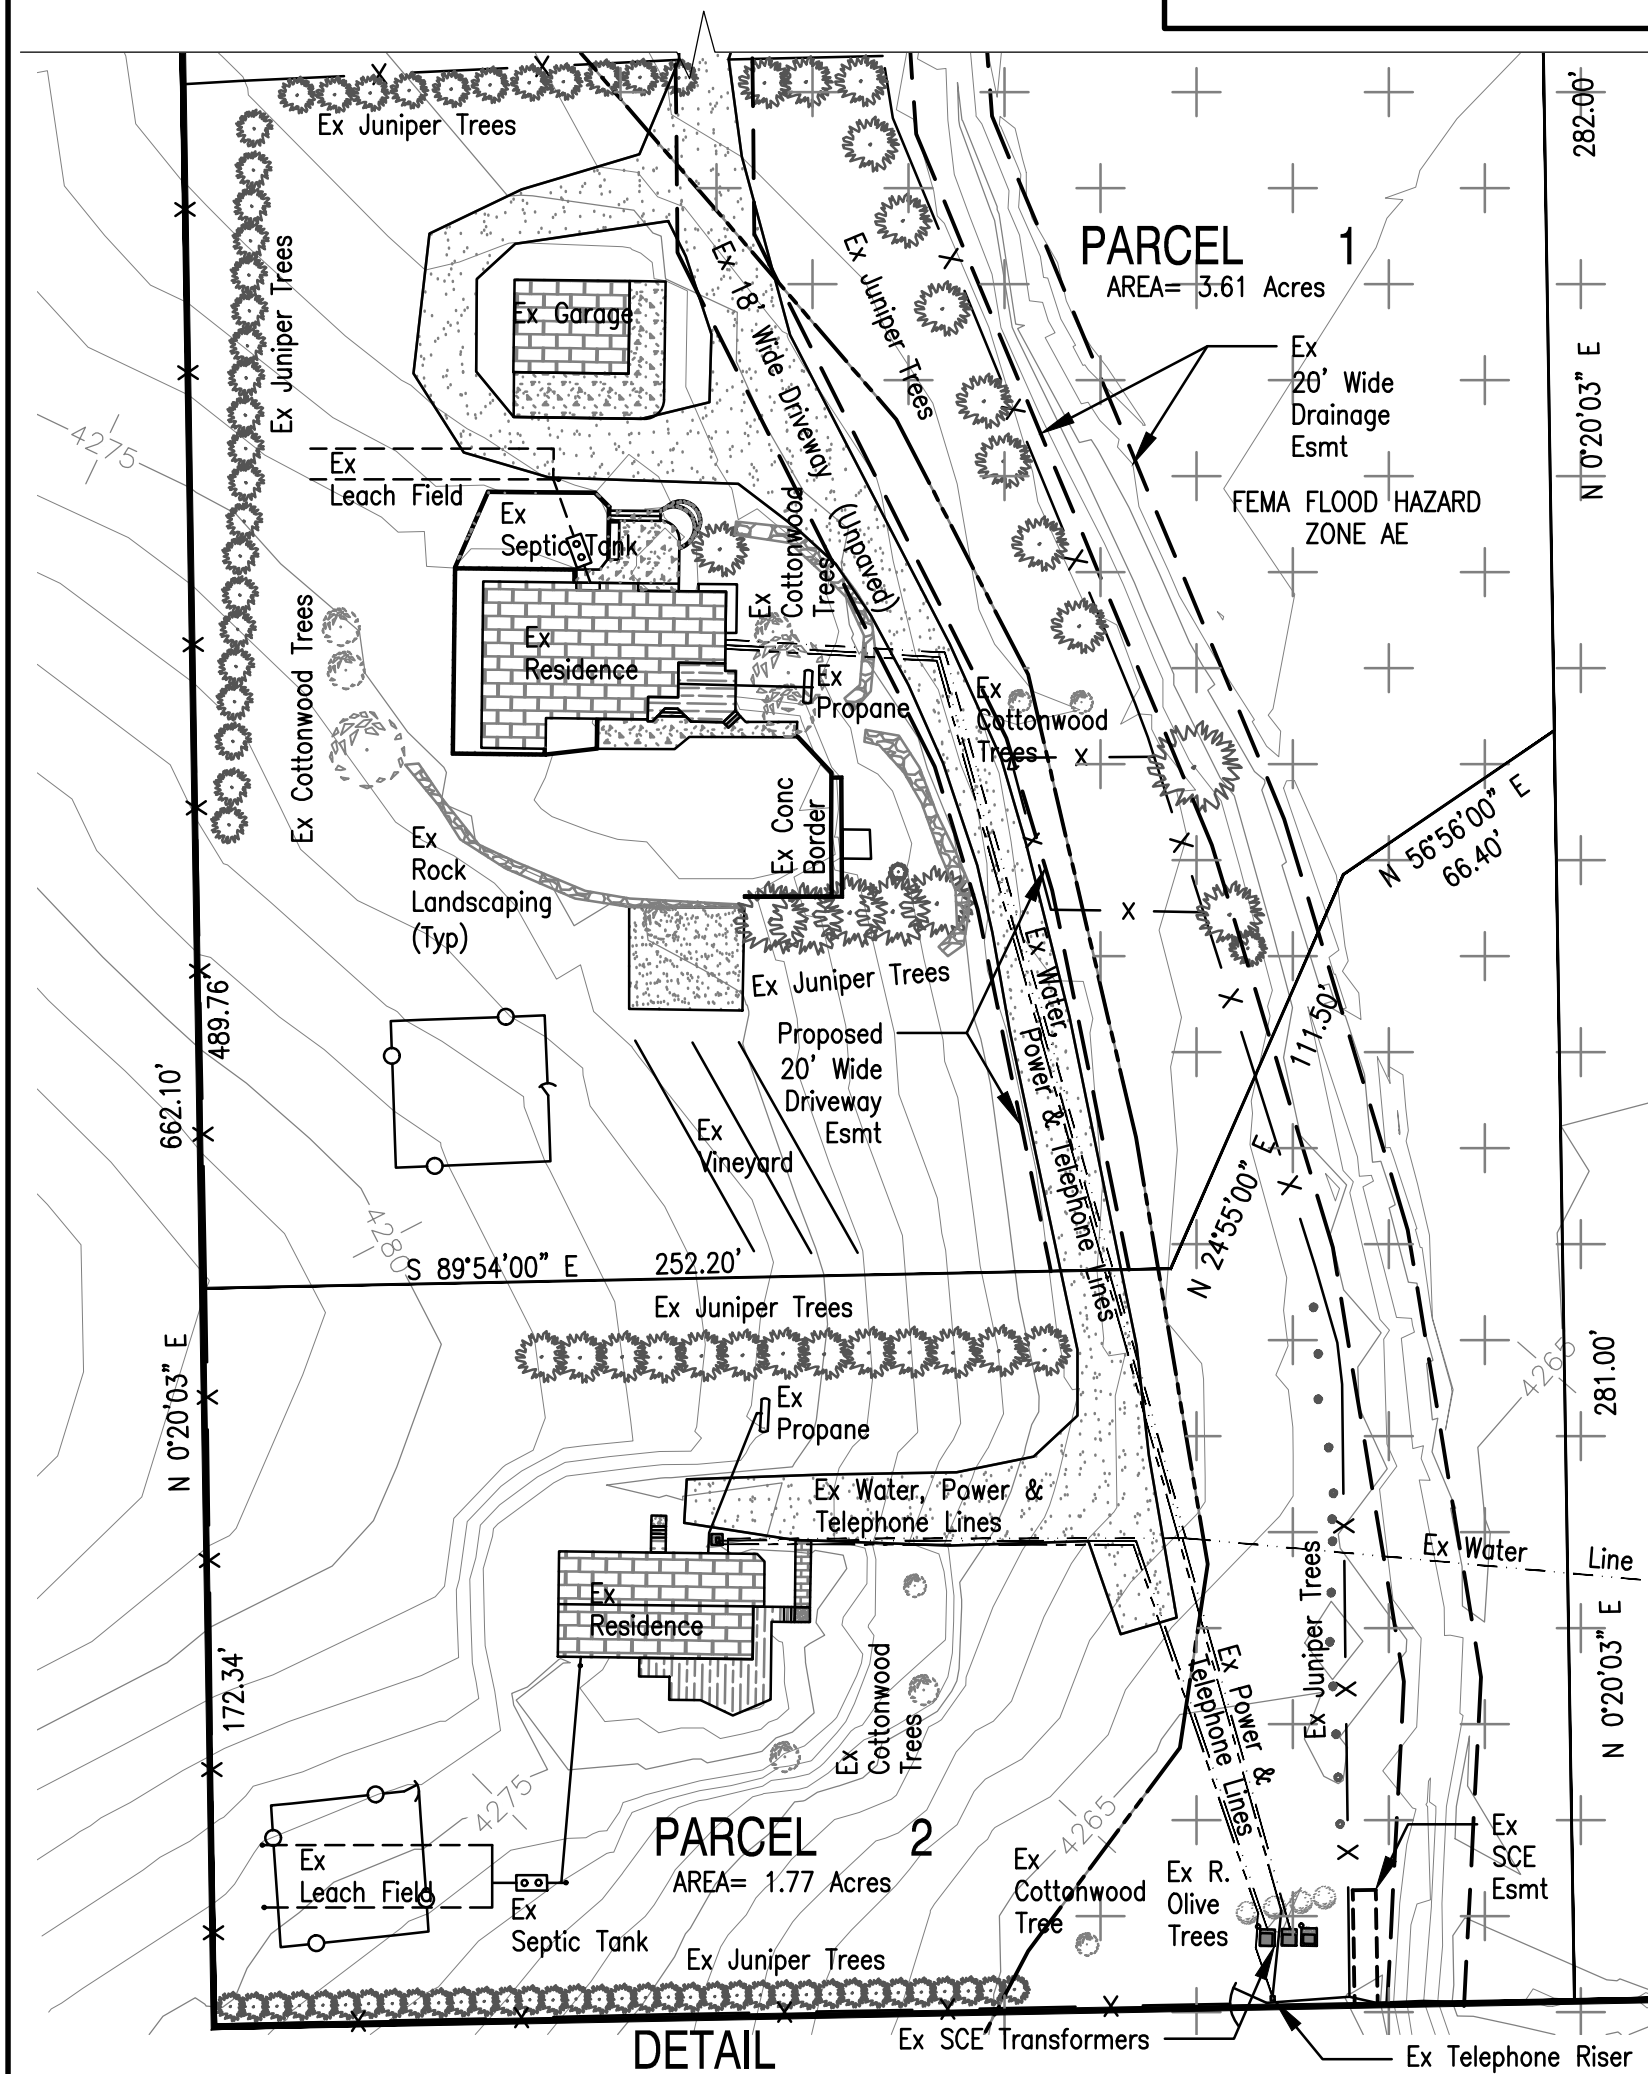 282.00'
Ex Juniper Trees
Ex Juniper Trees
PARCEL 1
AREA= 3.61 Acres
Ex Juniper Trees
Ex 18' Wide Driveway (Unpaved)
Ex Garage
Ex
20' Wide
Drainage
Esmt
N 0°20'03" E
4275
Ex
Leach Field
Ex
Septic Tank
Ex
Cottonwood
Trees
FEMA FLOOD HAZARD
ZONE AE
Ex Cottonwood Trees
Ex
Residence
Ex
Propane
Ex
Cottonwood
Trees
Ex Conc
Border
N 56°56'00" E
66.40'
Ex
Rock
Landscaping
(Typ)
Ex Juniper Trees
489.76'
662.10'
Proposed
20' Wide
Driveway
Esmt
Ex Water,
Power & Telephone Lines
111.50'
N 24°55'00" E
Ex
Vineyard
4280
S 89°54'00" E 252.20'
Ex Juniper Trees
N 0°20'03" E
Ex
Propane
4265
281.00'
Ex Water, Power &
Telephone Lines
Ex Water Line
Ex Juniper Trees
N 0°20'03" E
Ex
Residence
Ex
Cottonwood
Trees
Ex Power &
Telephone Lines
172.34'
4275
4265
PARCEL 2
AREA= 1.77 Acres
Ex
Leach Field
Ex
Septic Tank
Ex
Cottonwood
Tree
Ex R.
Olive
Trees
Ex
SCE
Esmt
Ex Juniper Trees
DETAIL
Ex SCE Transformers
Ex Telephone Riser